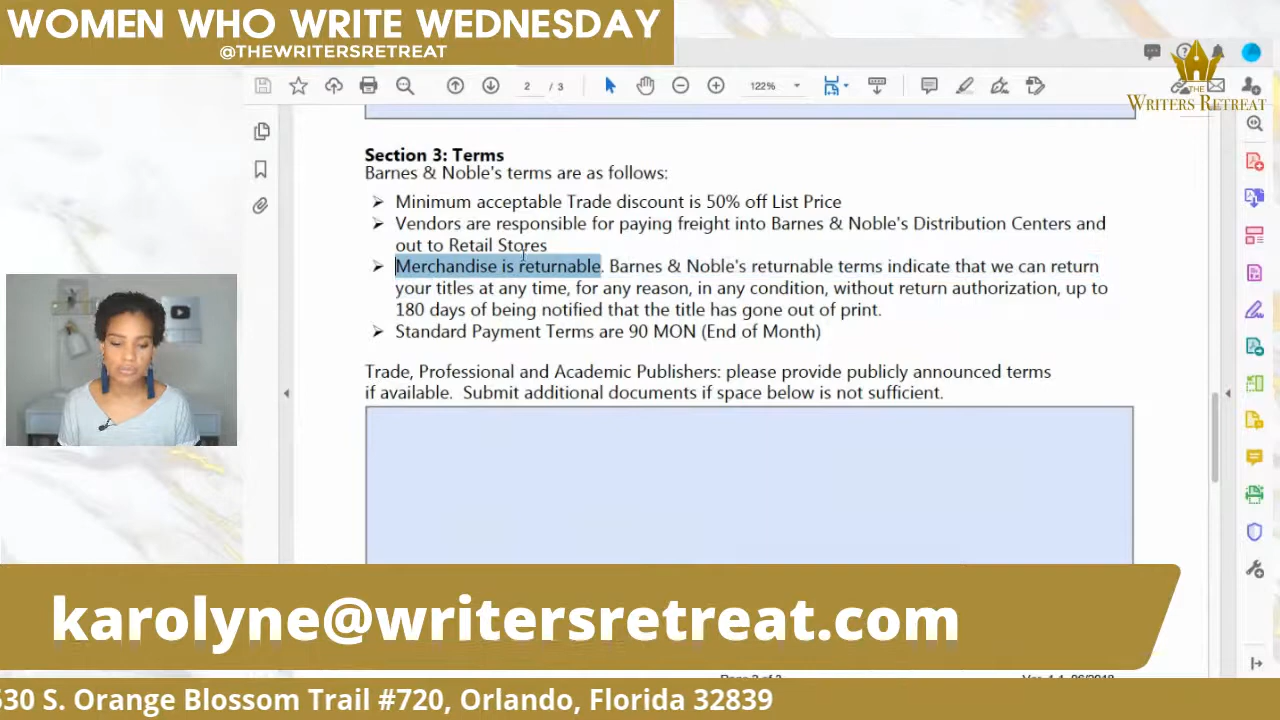 WOMEN WHO WRITE WEDNESDAY
@THEWRITERSRETREAT
THE
WRITERS RETREAT
2 / 3
122%
Section 3: Terms
Barnes & Noble's terms are as follows:
➢ Minimum acceptable Trade discount is 50% off List Price
➢ Vendors are responsible for paying freight into Barnes & Noble's Distribution Centers and
out to Retail Stores
➢ Merchandise is returnable. Barnes & Noble's returnable terms indicate that we can return
your titles at any time, for any reason, in any condition, without return authorization, up to
180 days of being notified that the title has gone out of print.
➢ Standard Payment Terms are 90 MON (End of Month)
Trade, Professional and Academic Publishers: please provide publicly announced terms
if available. Submit additional documents if space below is not sufficient.
karolyne@writersretreat.com
530 S. Orange Blossom Trail #720, Orlando, Florida 32839